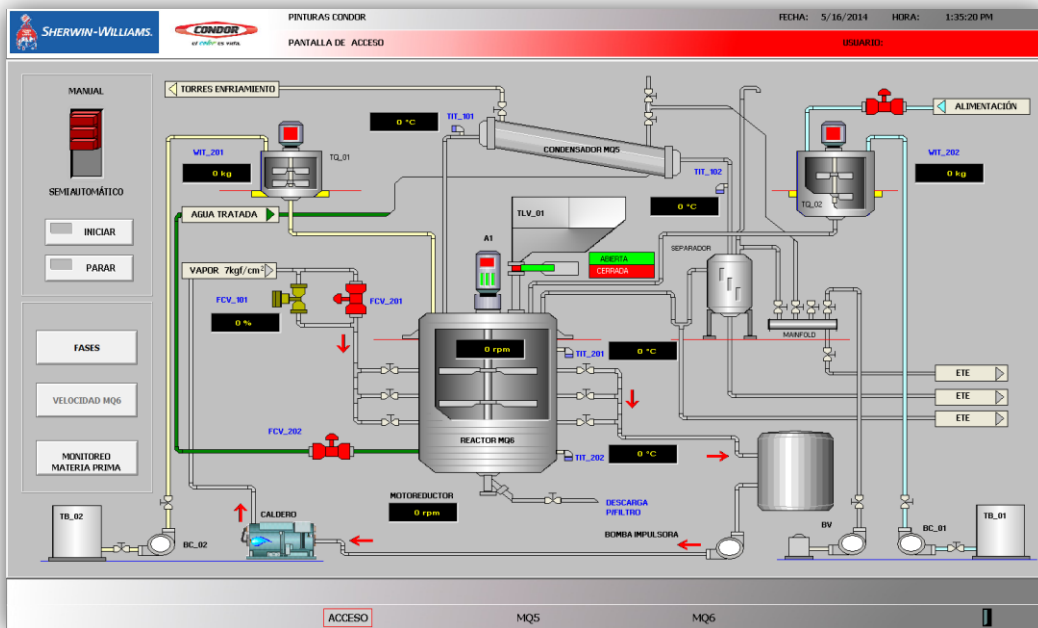 SHERWIN-WILLIAMS.
CONDOR
el color es vida.
PINTURAS CONDOR
FECHA: 5/16/2014 HORA: 1:35:20 PM
PANTALLA DE ACCESO
USUARIO:
MANUAL
SEMIAUTOMÁTICO
INICIAR
PARAR
FASES
VELOCIDAD MQ6
MONITOREO
MATERIA PRIMA
TORRES ENFRIAMIENTO
0 °C
TIT_101
CONDENSADOR MQ5
ALIMENTACIÓN
WIT_201
0 kg
TQ_01
TIT_102
0 °C
WIT_202
0 kg
TQ_02
AGUA TRATADA
TLV_01
A1
ABIERTA
CERRADA
SEPARADOR
VAPOR 7kgf/cm²
FCV_101
0 %
FCV_201
0 rpm
TIT_201
0 °C
MAINFOLD
ETE
ETE
ETE
FCV_202
REACTOR MQ6
TIT_202
0 °C
MOTOREDUCTOR
0 rpm
DESCARGA
P/FILTRO
TB_02
BC_02
CALDERO
BOMBA IMPULSORA
BV
BC_01
TB_01
ACCESO
MQ5
MQ6